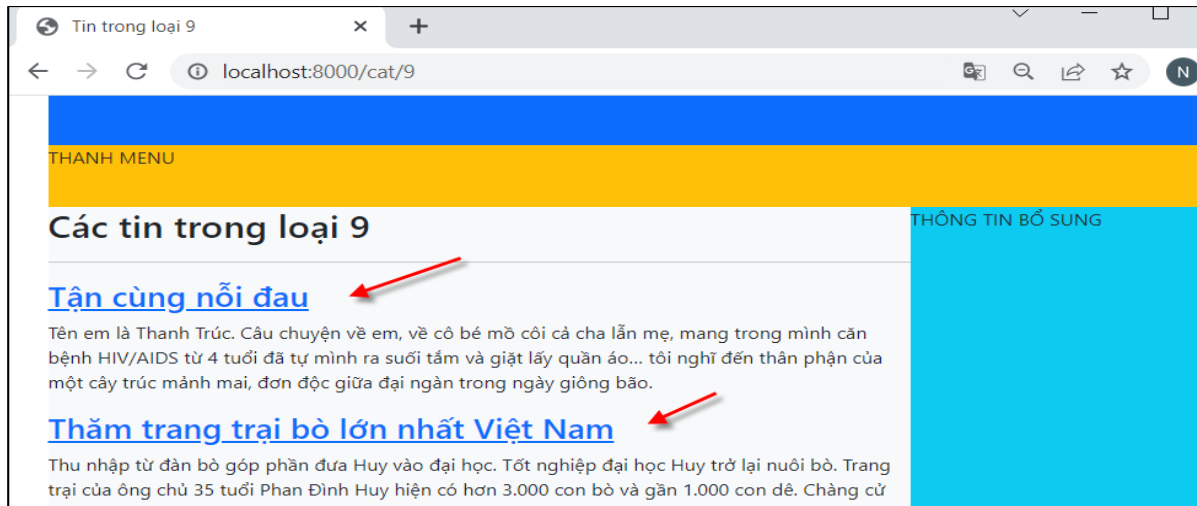 Tin trong loại 9
localhost:8000/cat/9
N
THANH MENU
Các tin trong loại 9
THÔNG TIN BỔ SUNG
Tận cùng nỗi đau
Tên em là Thanh Trúc. Câu chuyện về em, về cô bé mồ côi cả cha lẫn mẹ, mang trong mình căn
bệnh HIV/AIDS từ 4 tuổi đã tự mình ra suối tắm và giặt lấy quần áo... tôi nghĩ đến thân phận của
một cây trúc mảnh mai, đơn độc giữa đại ngàn trong ngày giông bão.
Thăm trang trại bò lớn nhất Việt Nam
Thu nhập từ đàn bò góp phần đưa Huy vào đại học. Tốt nghiệp đại học Huy trở lại nuôi bò. Trang
trại của ông chủ 35 tuổi Phan Đình Huy hiện có hơn 3.000 con bò và gần 1.000 con dê. Chàng cử